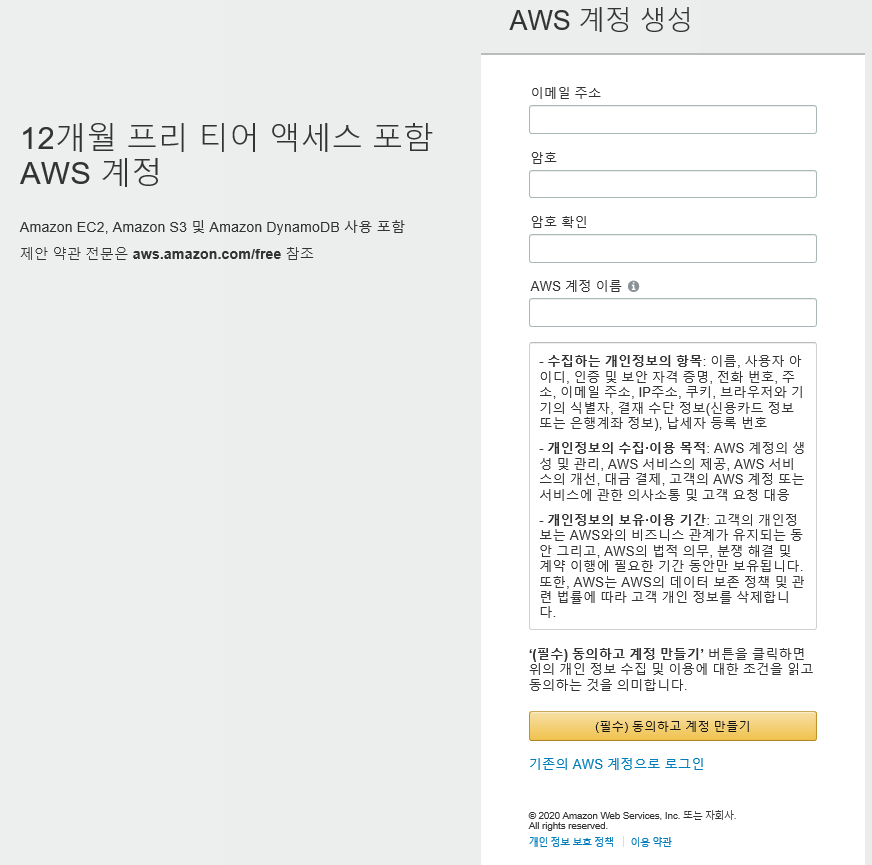 AWS 계정 생성
12개월 프리 티어 액세스 포함
AWS 계정
Amazon EC2, Amazon S3 및 Amazon DynamoDB 사용 포함
제안 약관 전문은 aws.amazon.com/free 참조
이메일 주소
암호
암호 확인
AWS 계정 이름
- 수집하는 개인정보의 항목: 이름, 사용자 아
이디, 인증 및 보안 자격 증명, 전화 번호, 주
소, 이메일 주소, IP주소, 쿠키, 브라우저와 기
기의 식별자, 결재 수단 정보(신용카드 정보
또는 은행계좌 정보), 납세자 등록 번호
- 개인정보의 수집·이용 목적: AWS 계정의 생
성 및 관리, AWS 서비스의 제공, AWS 서비
스의 개선, 대금 결제, 고객의 AWS 계정 또는
서비스에 관한 의사소통 및 고객 요청 대응
- 개인정보의 보유·이용 기간: 고객의 개인정
보는 AWS와의 비즈니스 관계가 유지되는 동
안 그리고, AWS의 법적 의무, 분쟁 해결 및
계약 이행에 필요한 기간 동안만 보유됩니다.
또한, AWS는 AWS의 데이터 보존 정책 및 관
련 법률에 따라 고객 개인 정보를 삭제합니
다.
‘(필수) 동의하고 계정 만들기’ 버튼을 클릭하면
위의 개인 정보 수집 및 이용에 대한 조건을 읽고
동의하는 것을 의미합니다.
(필수) 동의하고 계정 만들기
기존의 AWS 계정으로 로그인
© 2020 Amazon Web Services, Inc. 또는 자회사.
All rights reserved.
개인 정보 보호 정책 | 이용 약관